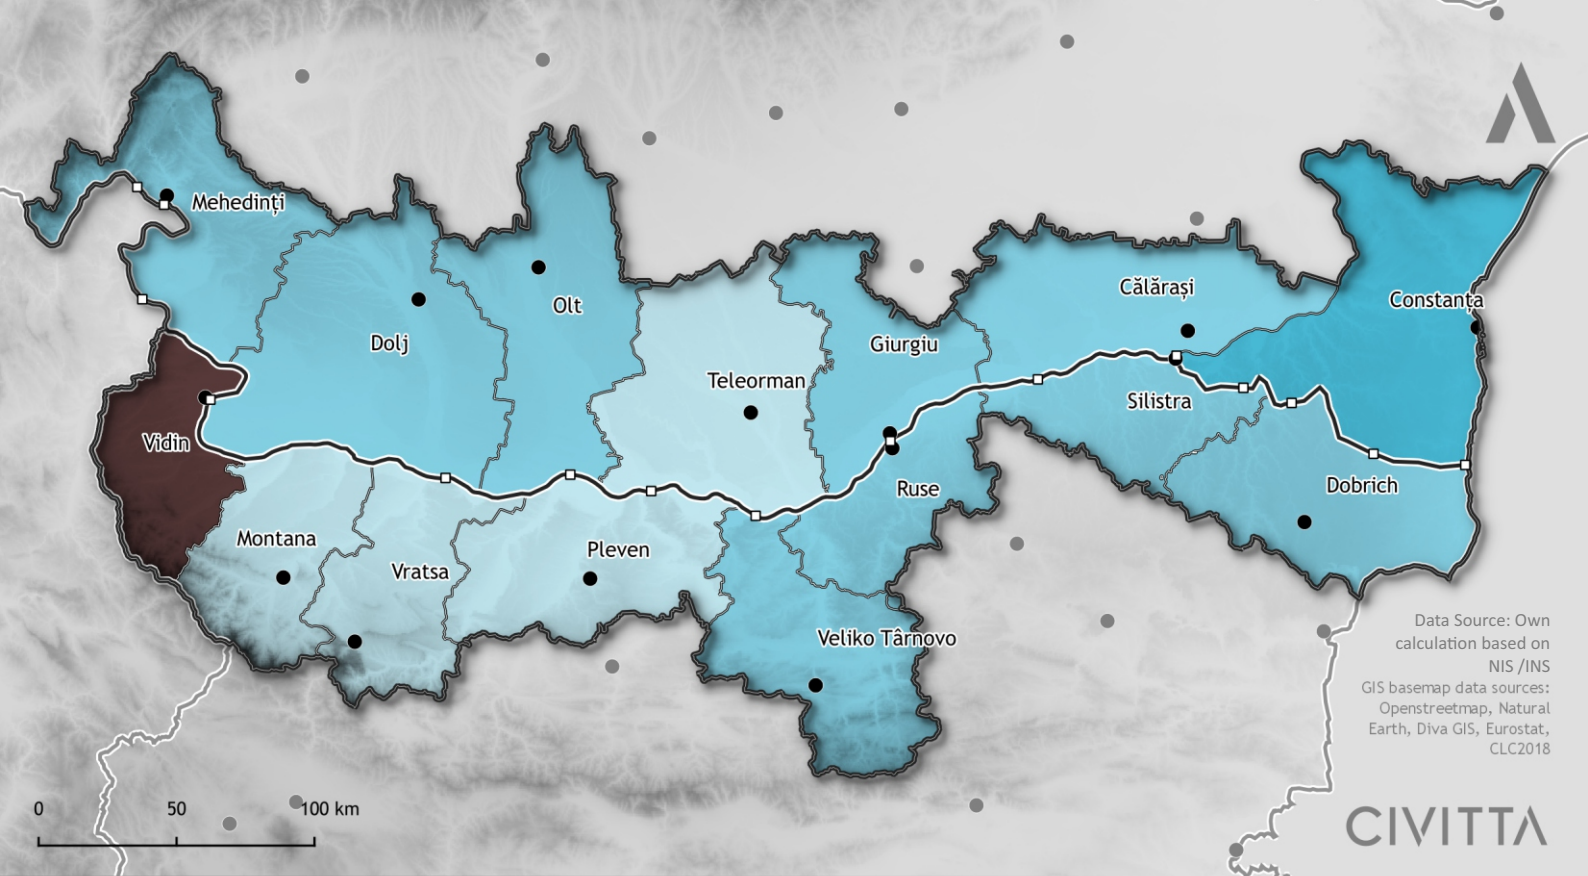 Mehedinți
Olt
Dolj
Călărași
Constanța
Giurgiu
Teleorman
Silistra
Vidin
Ruse
Dobrich
Montana
Pleven
Vratsa
Veliko Târnovo
Data Source: Own
calculation based on
NIS /INS
GIS basemap data sources:
Openstreetmap, Natural
Earth, Diva GIS, Eurostat,
CLC2018
0 50 100 km
CIVITTA